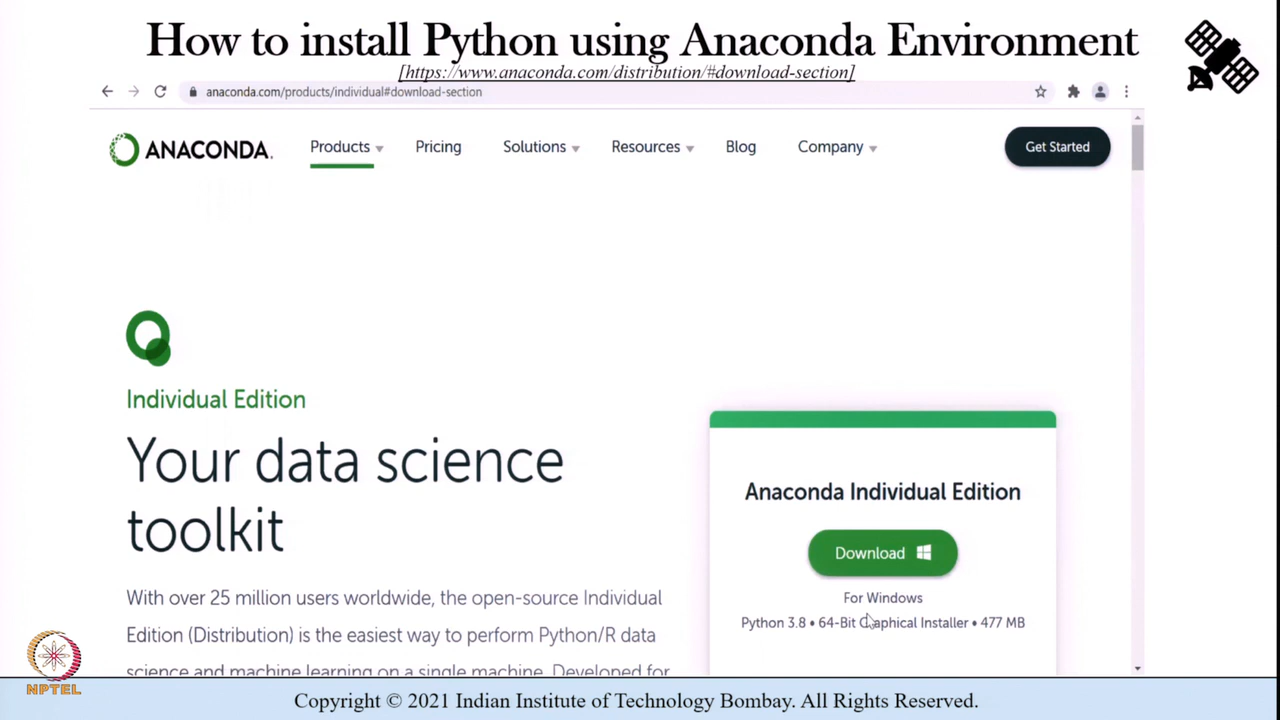 How to install Python using Anaconda Environment
[https://www.anaconda.com/distribution/#download-section]
anaconda.com/products/individual#download-section
ANACONDA.
Products
Pricing
Solutions
Resources
Blog
Company
Get Started
Individual Edition
Your data science
toolkit
With over 25 million users worldwide, the open-source Individual
Edition (Distribution) is the easiest way to perform Python/R data
science and machine learning on a single machine. Developed for
Anaconda Individual Edition
Download
For Windows
Python 3.8 • 64-Bit Graphical Installer • 477 MB
NPTEL
Copyright © 2021 Indian Institute of Technology Bombay. All Rights Reserved.